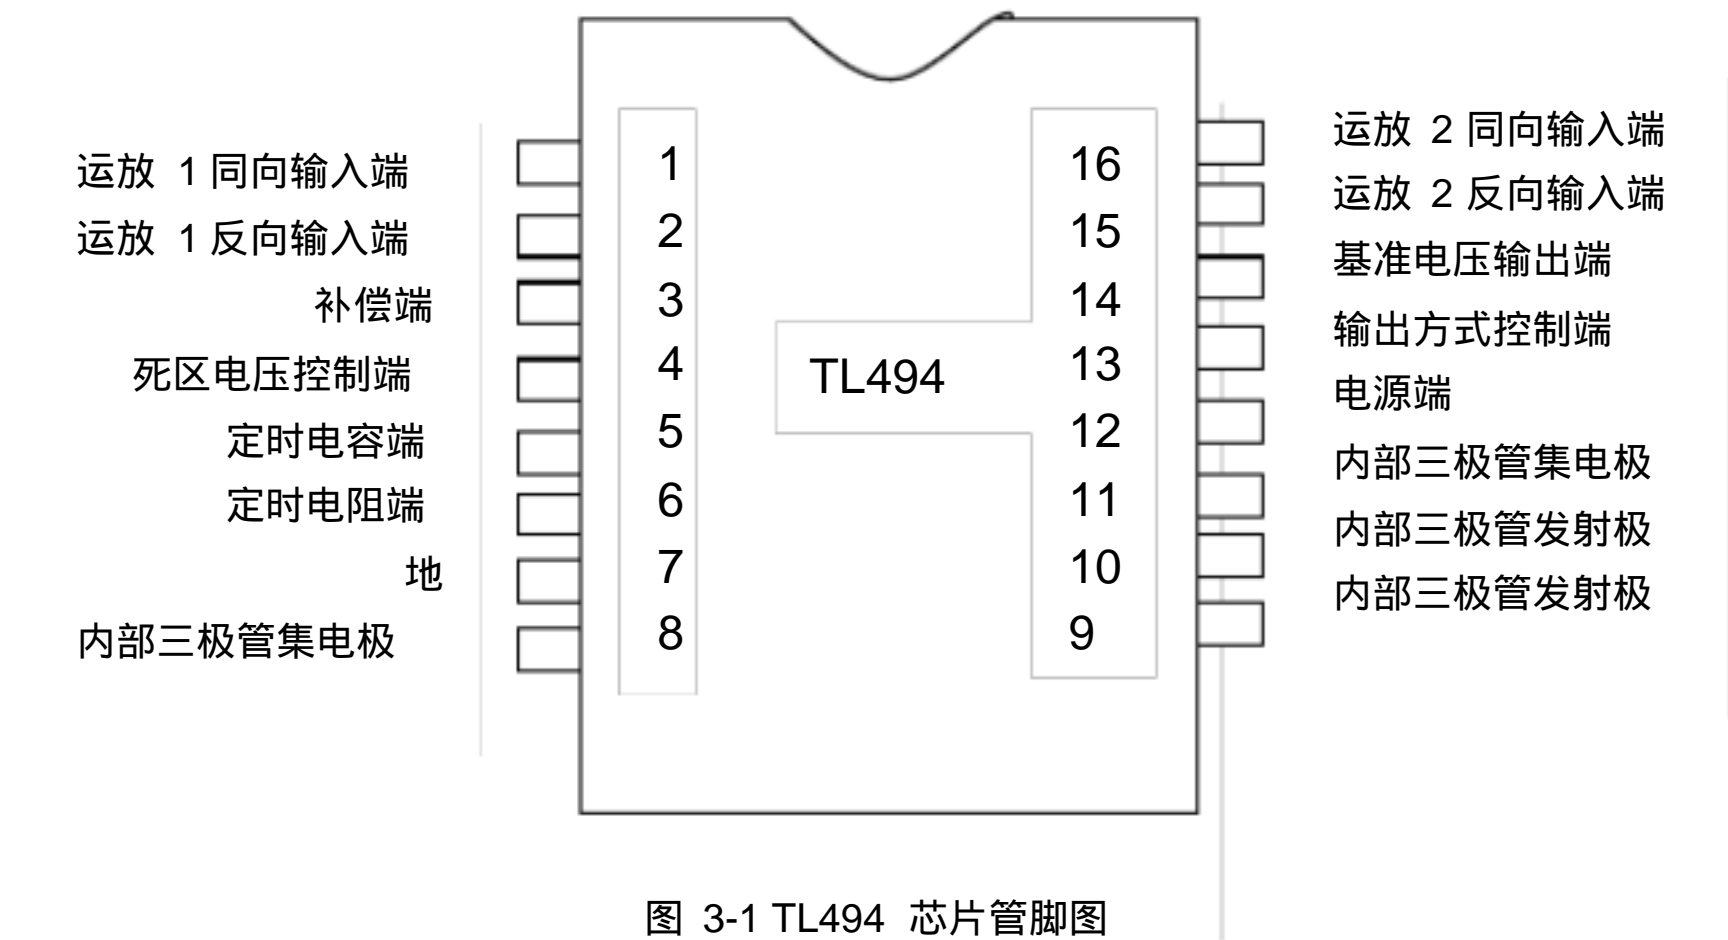 运放 1 同向输入端
运放 1 反向输入端
补偿端
死区电压控制端
定时电容端
定时电阻端
地
内部三极管集电极
1
2
3
4
5
6
7
8
TL494
16
15
14
13
12
11
10
9
运放 2 同向输入端
运放 2 反向输入端
基准电压输出端
输出方式控制端
电源端
内部三极管集电极
内部三极管发射极
内部三极管发射极
图 3-1 TL494 芯片管脚图